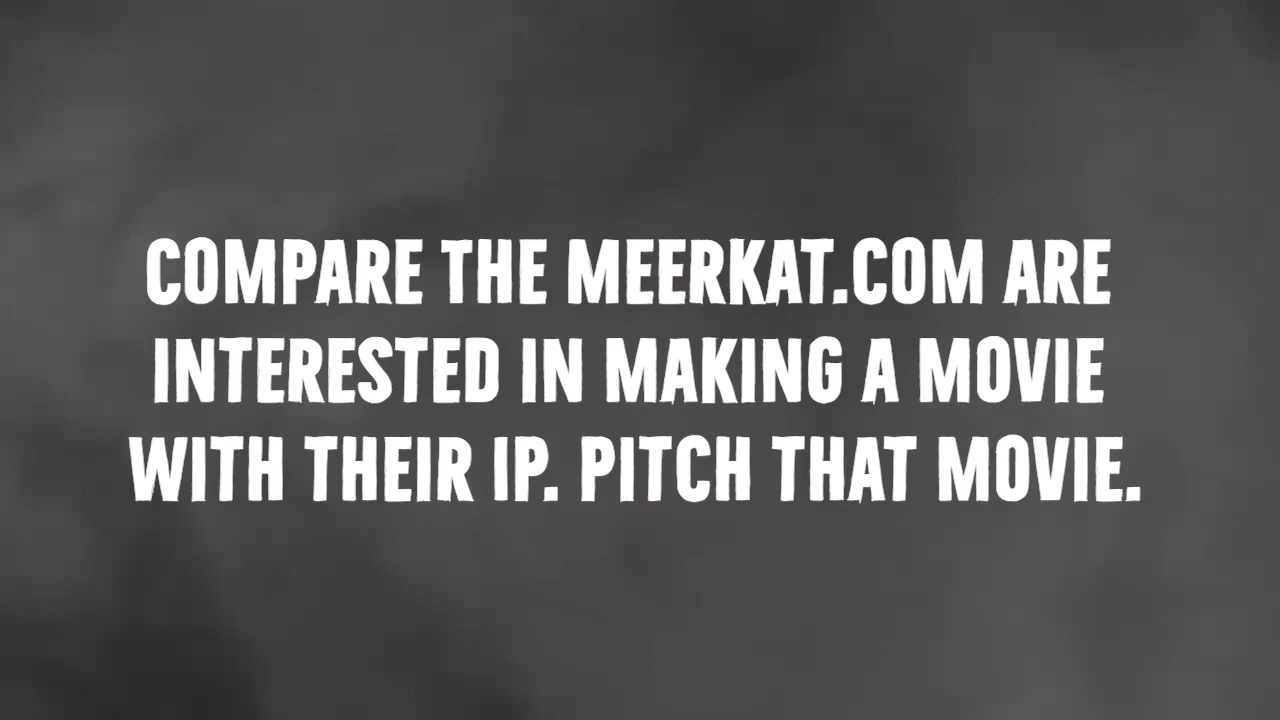 COMPARE THE MEERKAT.COM ARE
INTERESTED IN MAKING A MOVIE
WITH THEIR IP. PITCH THAT MOVIE.